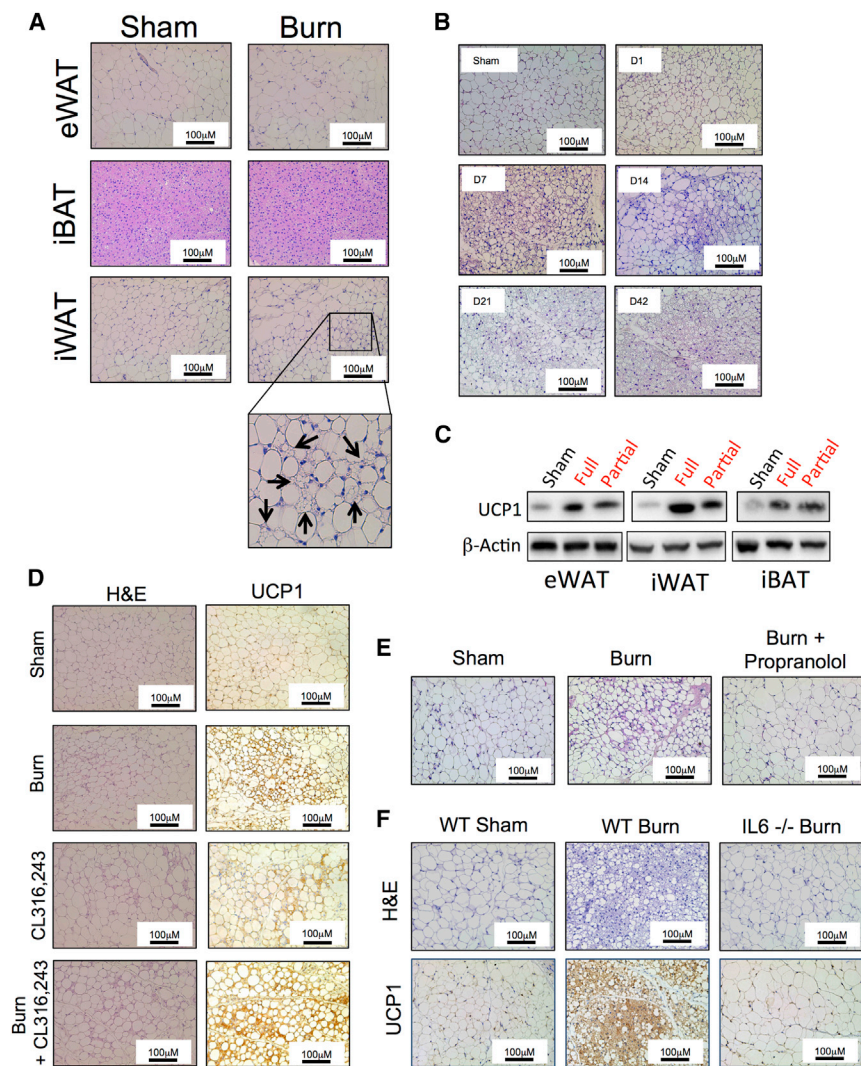 A
Sham Burn
eWAT
100μM 100μM
iBAT
100μM 100μM
iWAT
100μM 100μM
B
Sham D1
100μM 100μM
D7 D14
100μM 100μM
D21 D42
100μM 100μM
C
Sham Full Partial Sham Full Partial Sham Full Partial
UCP1
β-Actin
eWAT iWAT iBAT
D
H&E UCP1
Sham
100μM 100μM
Burn
100μM 100μM
CL316,243
100μM 100μM
Burn
+ CL316,243
100μM 100μM
E
Sham Burn Burn +
Propranolol
100μM 100μM 100μM
F
WT Sham WT Burn IL6 -/- Burn
H&E
100μM 100μM 100μM
UCP1
100μM 100μM 100μM